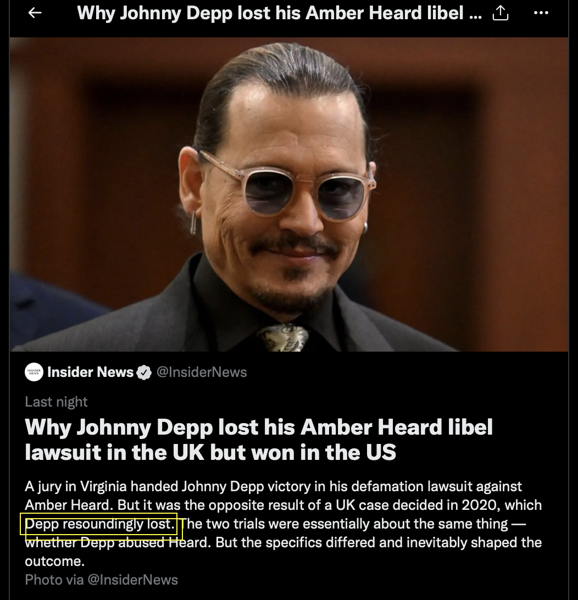 Why Johnny Depp lost his Amber Heard libel ...
Insider News @InsiderNews
Last night
Why Johnny Depp lost his Amber Heard libel
lawsuit in the UK but won in the US
A jury in Virginia handed Johnny Depp victory in his defamation lawsuit against
Amber Heard. But it was the opposite result of a UK case decided in 2020, which
Depp resoundingly lost. The two trials were essentially about the same thing —
whether Depp abused Heard. But the specifics differed and inevitably shaped the
outcome.
Photo via @InsiderNews